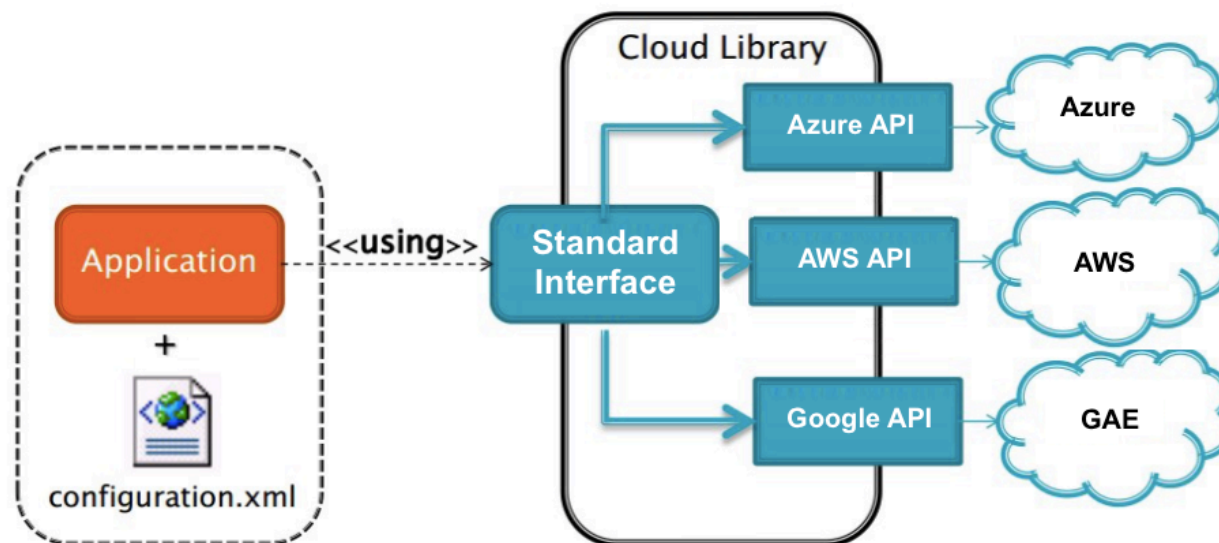 Cloud Library
Azure API
Azure
Application
<<using>>
Standard
Interface
AWS API
AWS
+
configuration.xml
Google API
GAE